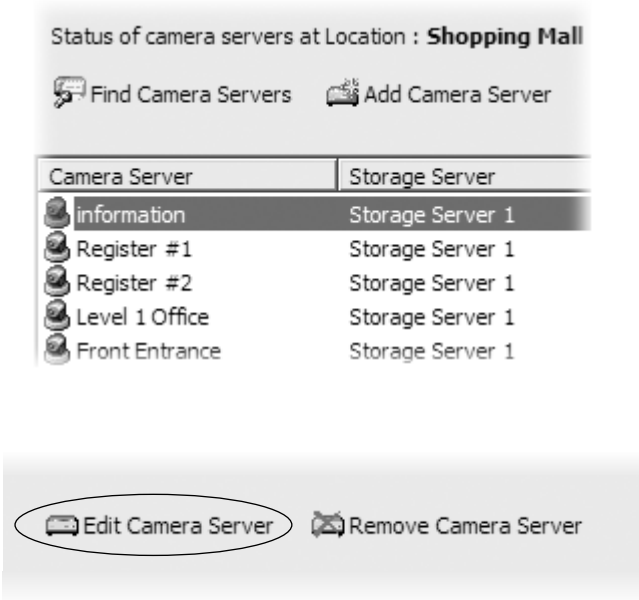 Status of camera servers at Location : Shopping Mall
Find Camera Servers Add Camera Server
Camera Server Storage Server
information Storage Server 1
Register #1 Storage Server 1
Register #2 Storage Server 1
Level 1 Office Storage Server 1
Front Entrance Storage Server 1
Edit Camera Server Remove Camera Server